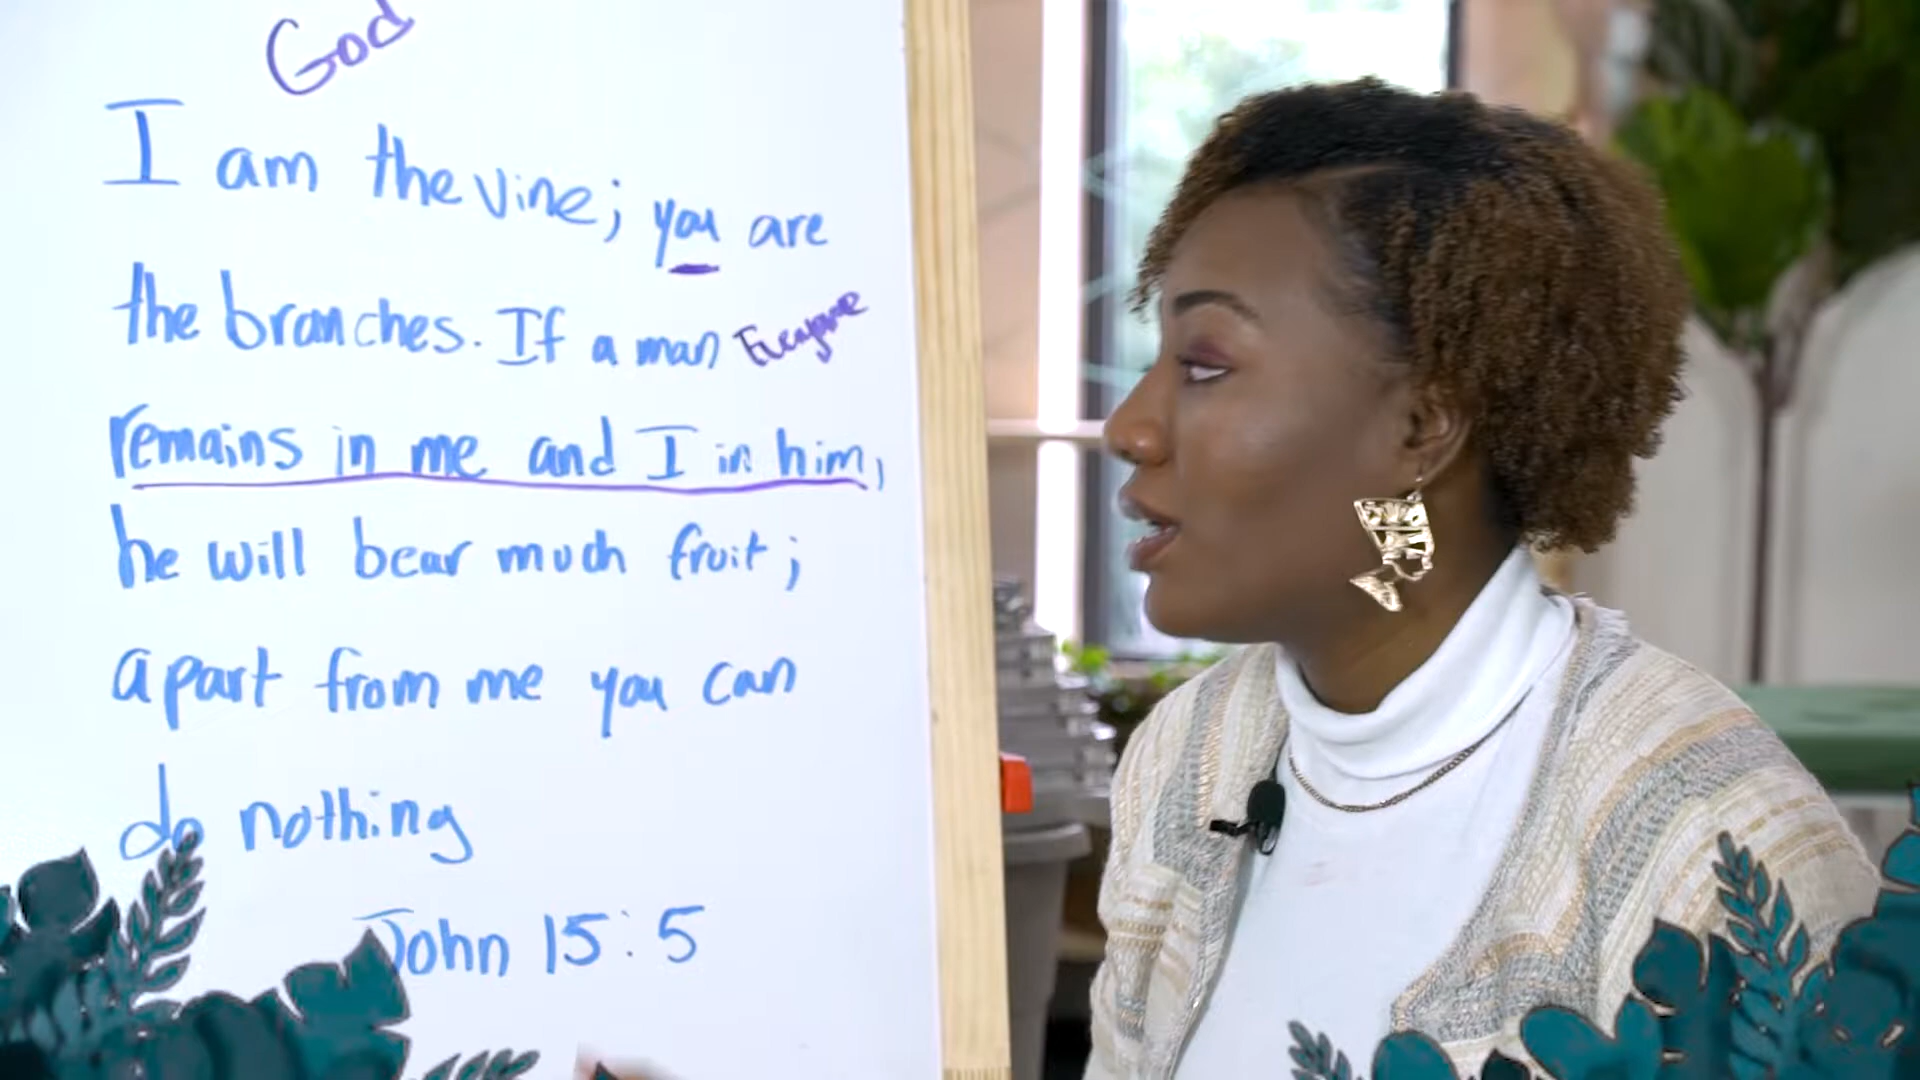 God
I am the vine; you are
the branches. If a man Everyone
remains in me and I in him,
he will bear much fruit;
apart from me you can
do nothing
John 15:5